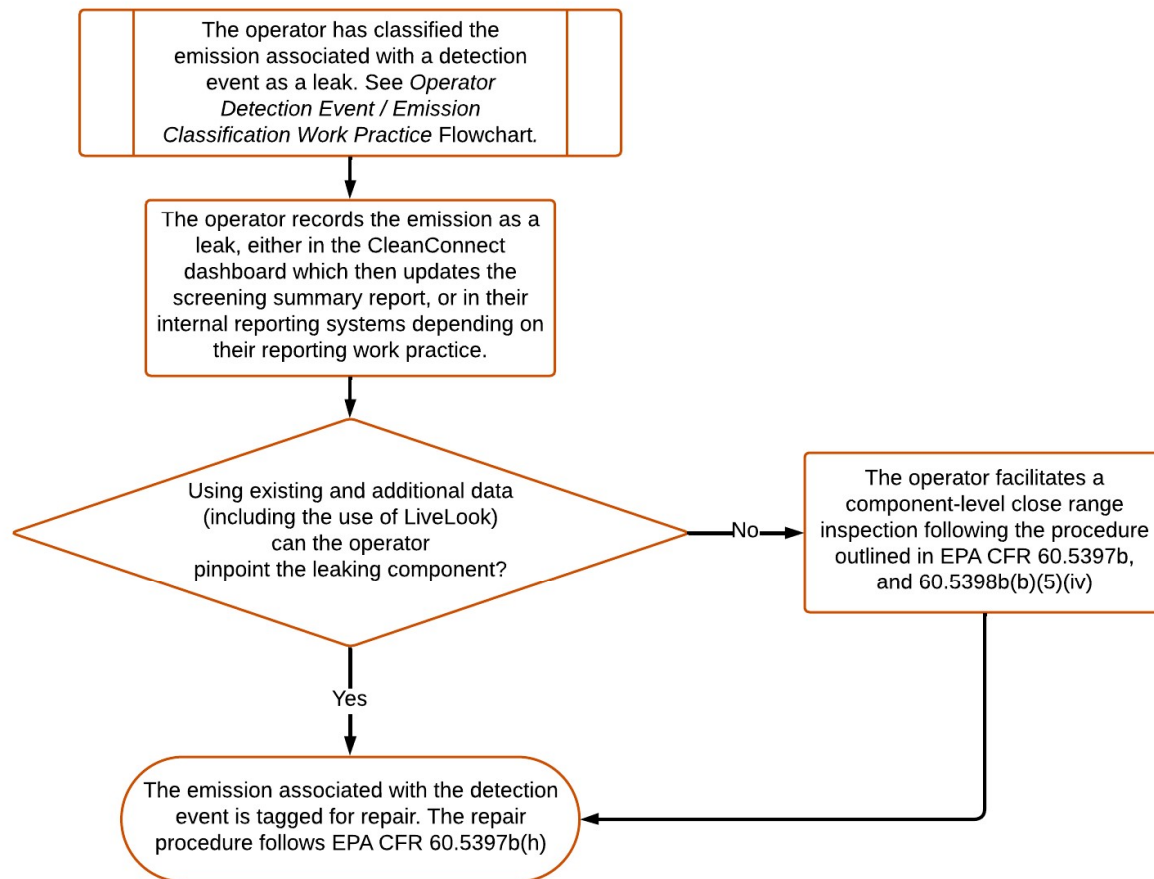 The operator has classified the
emission associated with a detection
event as a leak. See Operator
Detection Event / Emission
Classification Work Practice Flowchart.
The operator records the emission as a
leak, either in the CleanConnect
dashboard which then updates the
screening summary report, or in their
internal reporting systems depending on
their reporting work practice.
Using existing and additional data
(including the use of LiveLook)
can the operator
pinpoint the leaking component?
No
The operator facilitates a
component-level close range
inspection following the procedure
outlined in EPA CFR 60.5397b,
and 60.5398b(b)(5)(iv)
Yes
The emission associated with the detection
event is tagged for repair. The repair
procedure follows EPA CFR 60.5397b(h)